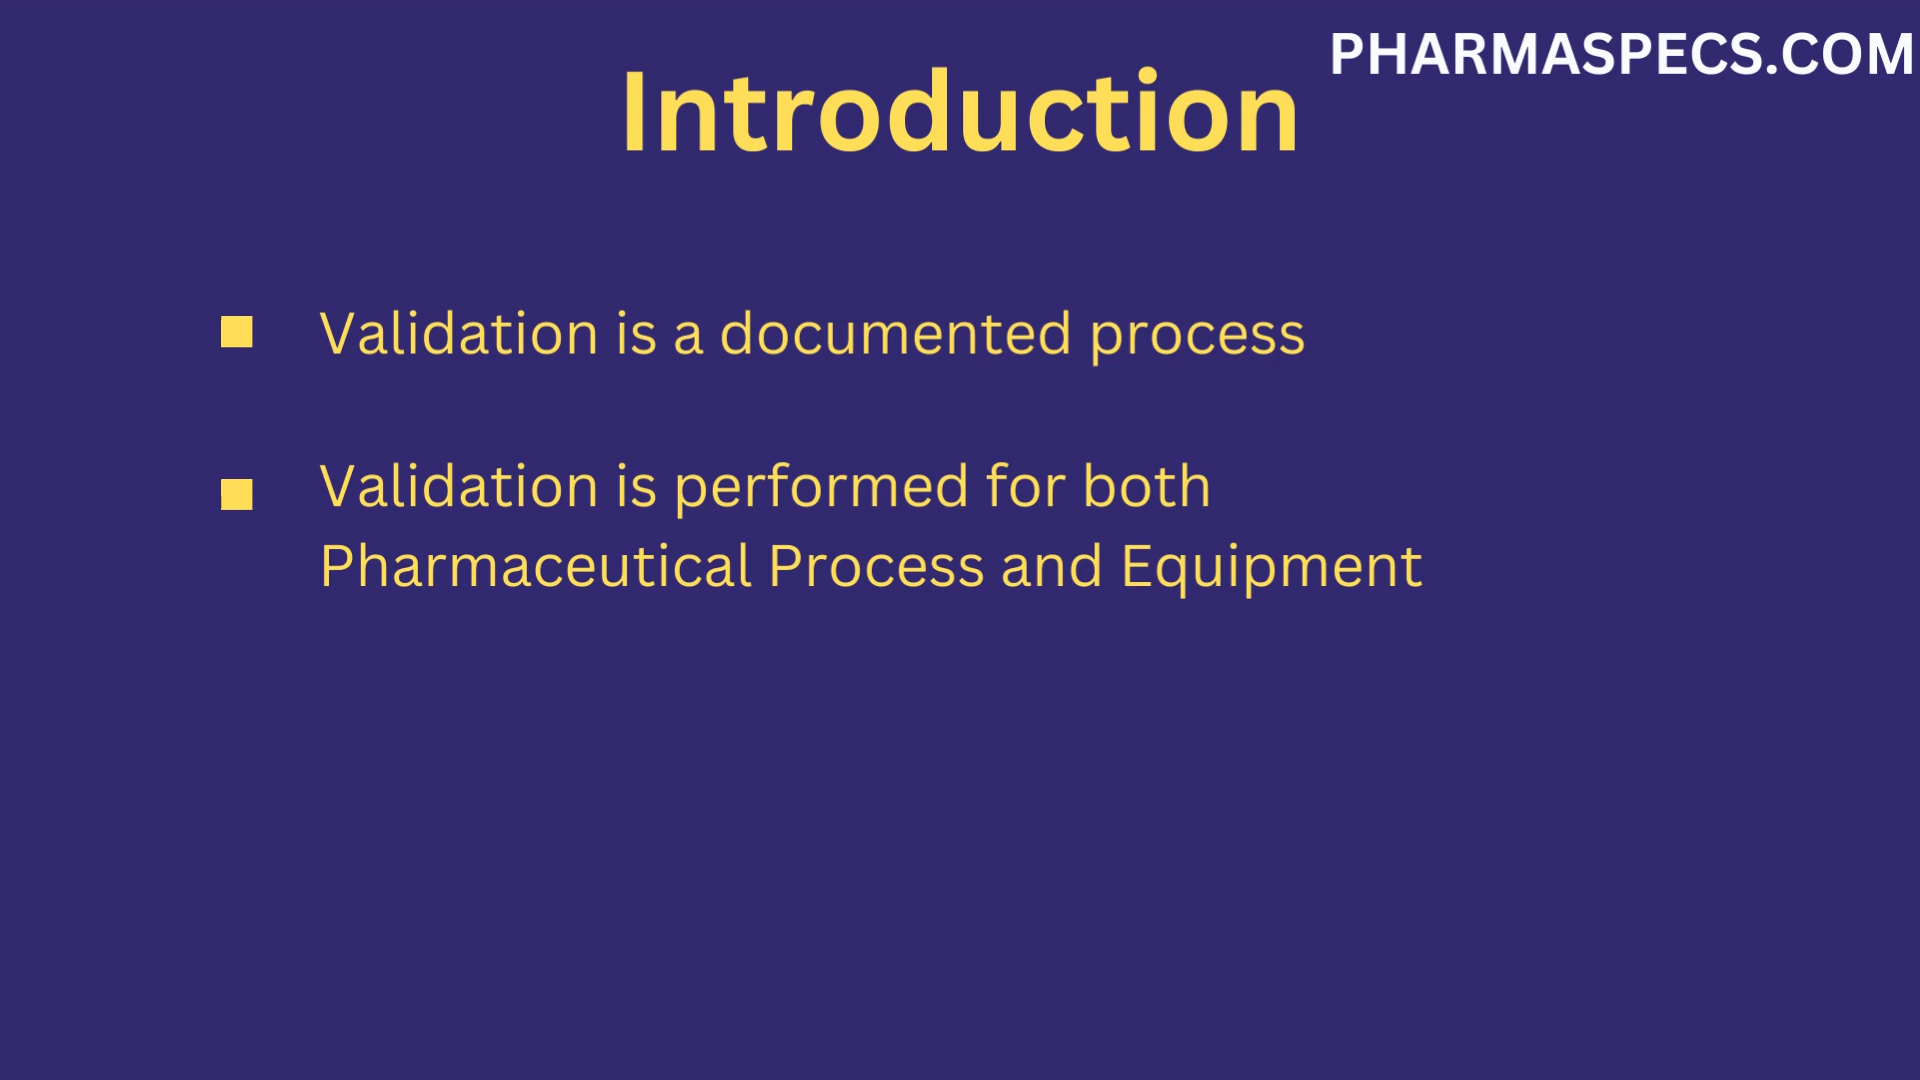 PHARMASPECS.COM
Introduction
Validation is a documented process
Validation is performed for both
Pharmaceutical Process and Equipment